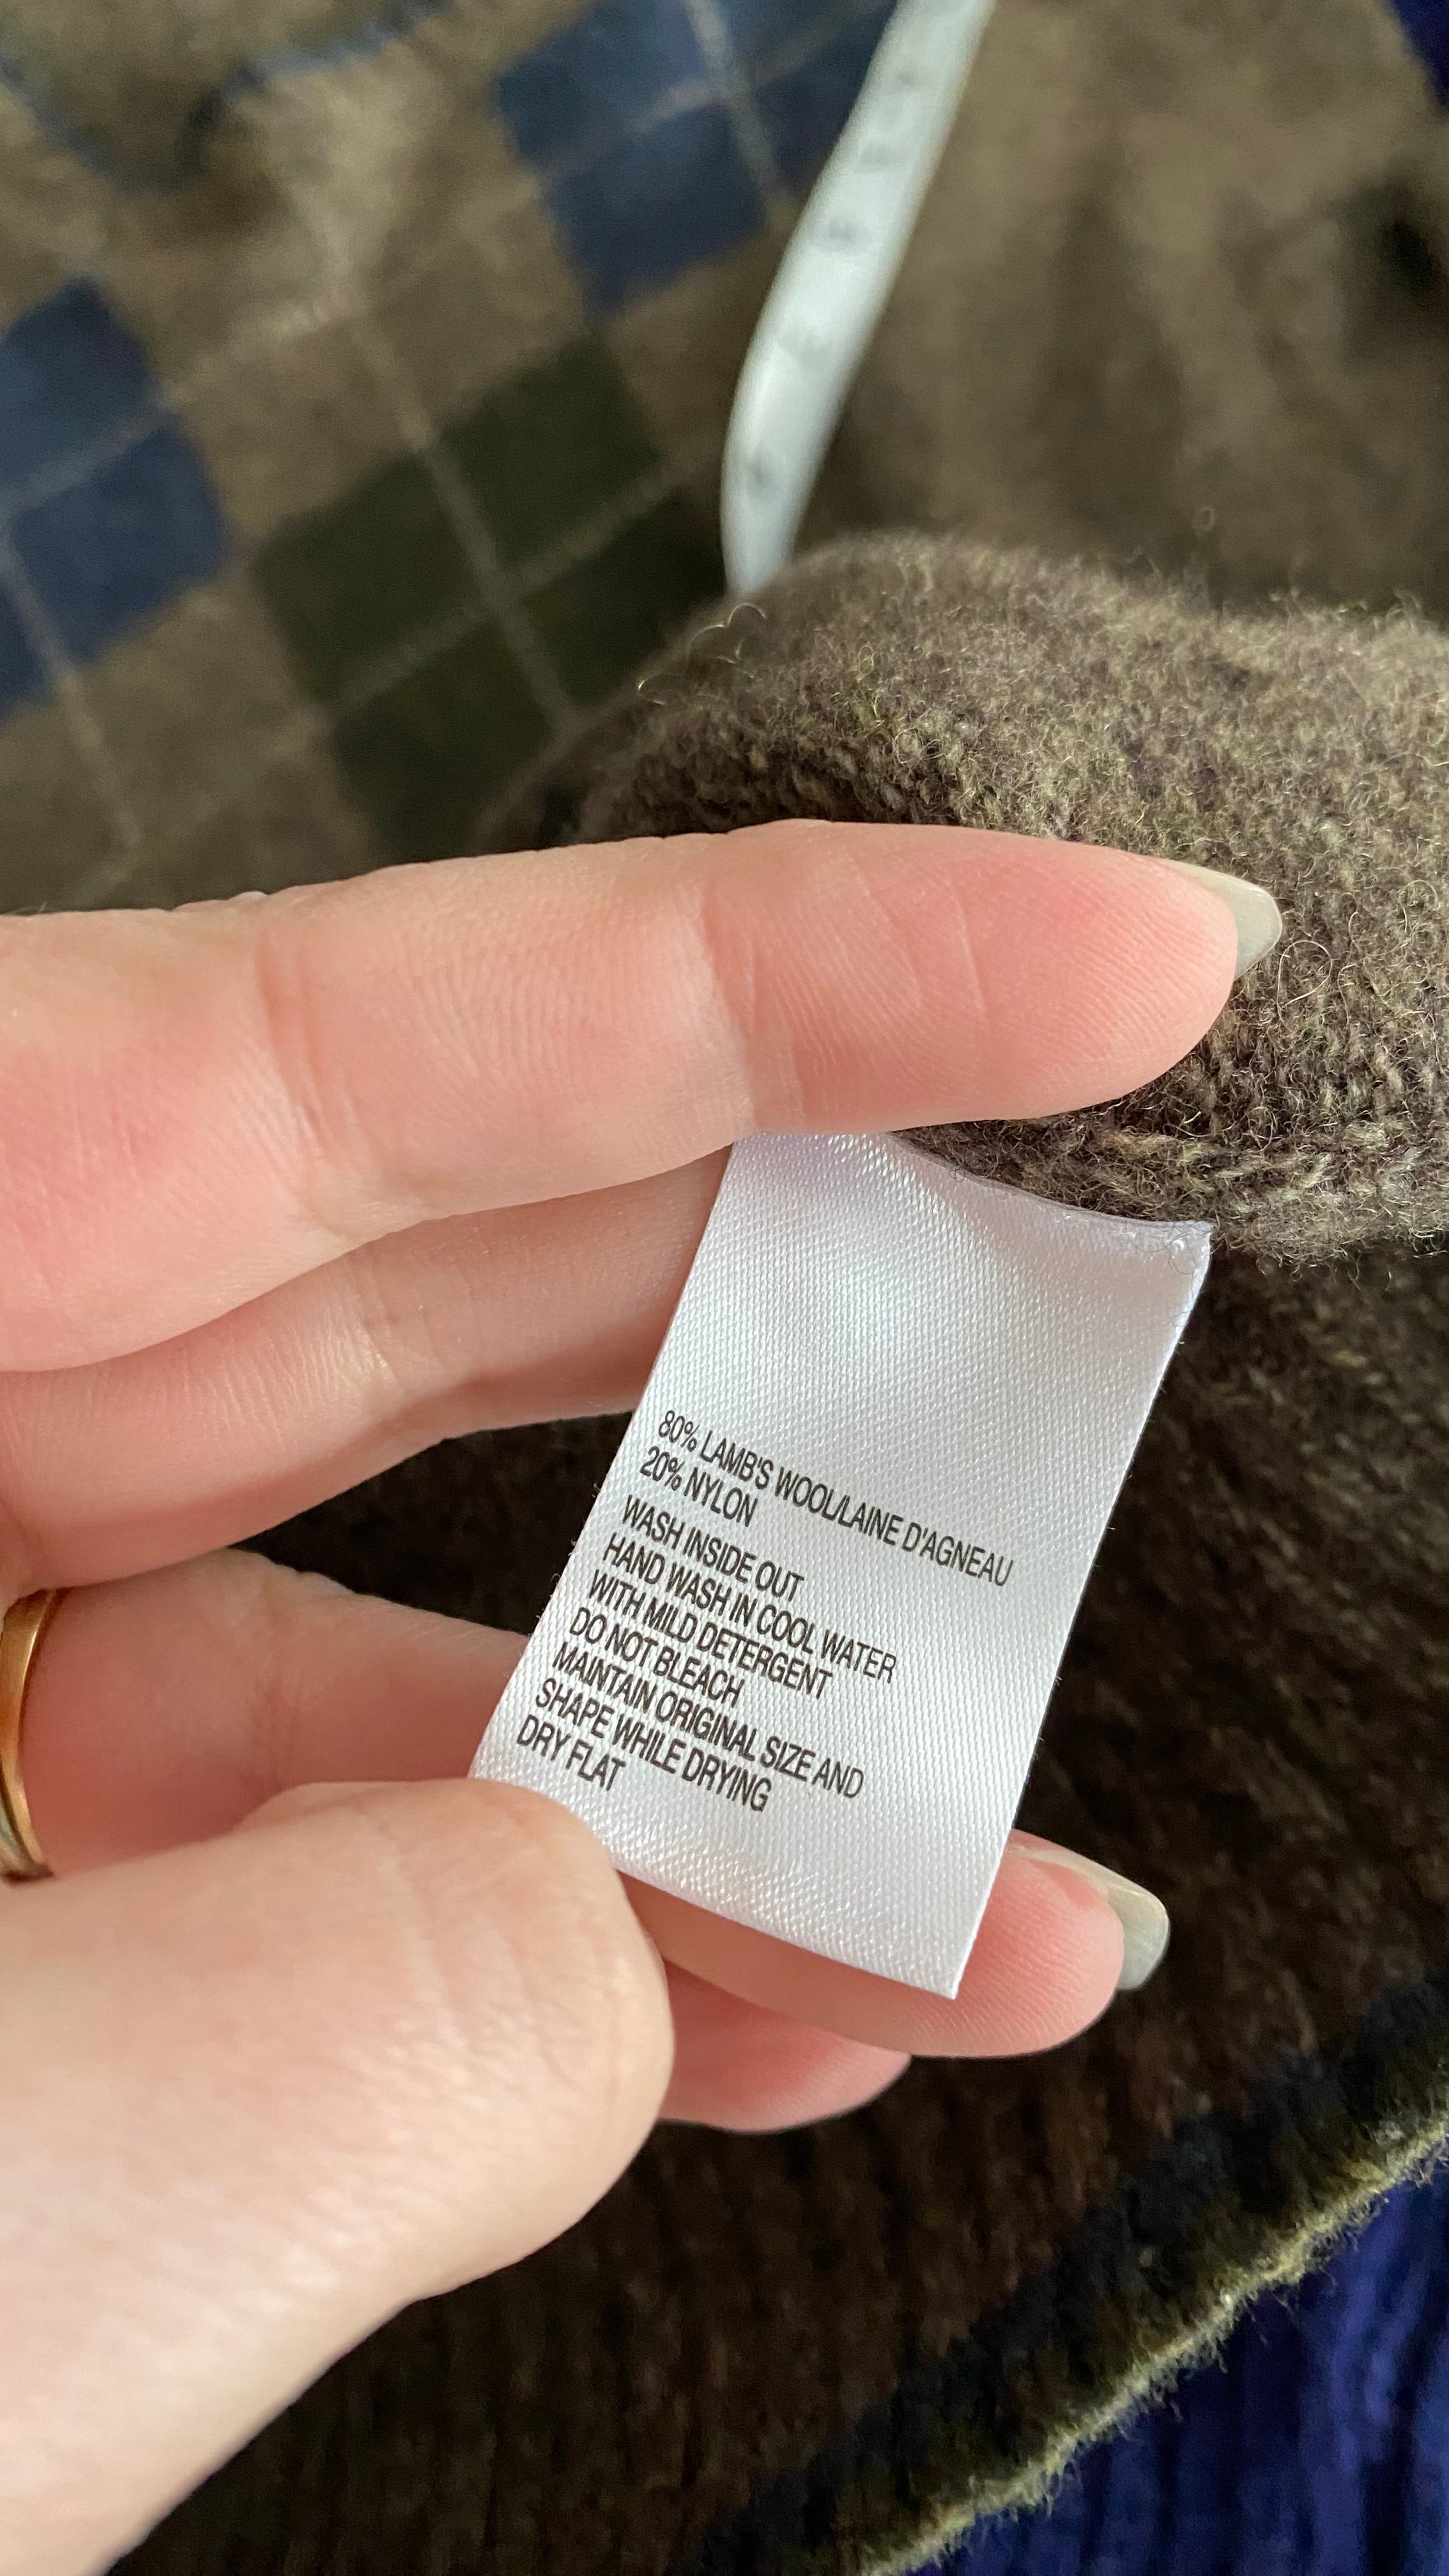 80% LAMB'S WOOL/LAINE D'AGNEAU
20% NYLON
WASH INSIDE OUT
HAND WASH IN COOL WATER
WITH MILD DETERGENT
DO NOT BLEACH
MAINTAIN ORIGINAL SIZE AND
SHAPE WHILE DRYING
DRY FLAT